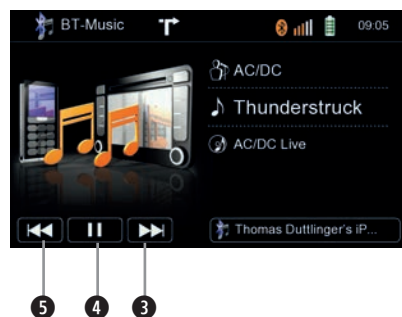 BT-Music 09:05
AC/DC
Thunderstruck
AC/DC Live
Thomas Duttlinger's iP...
5 4 3